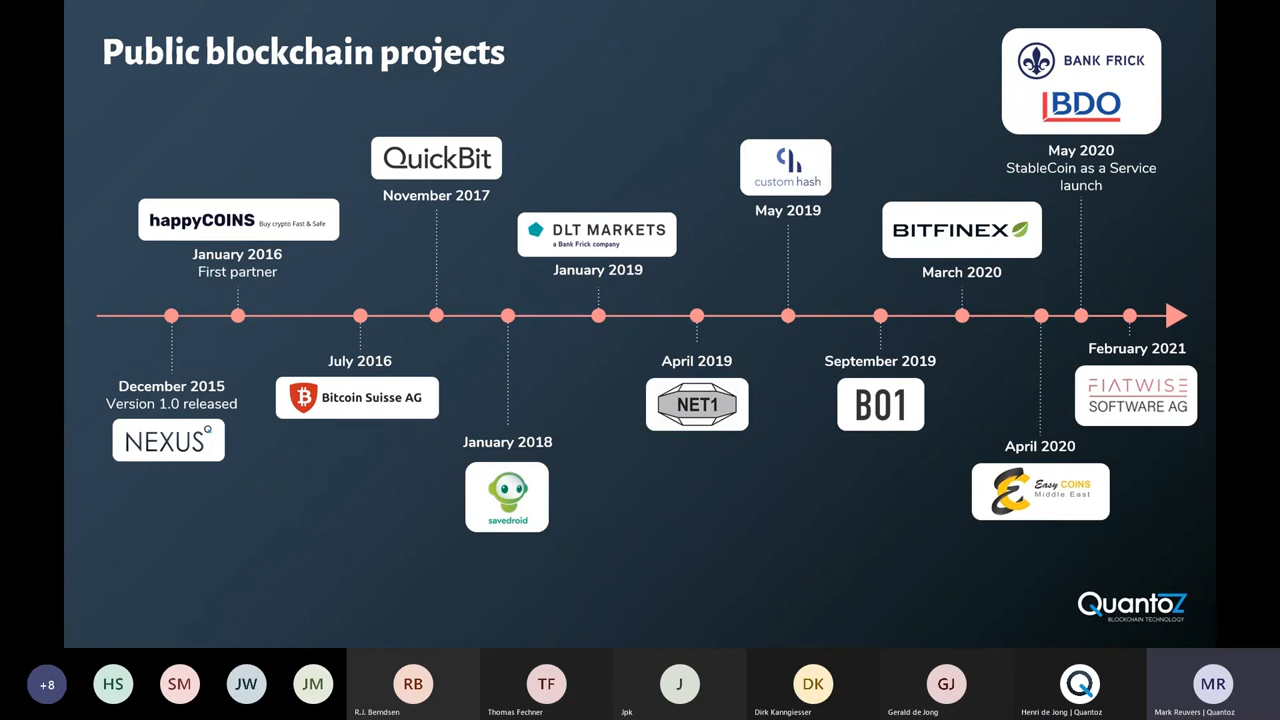 Public blockchain projects
BANK FRICK
BDO
May 2020
StableCoin as a Service
launch
QuickBit
November 2017
custom hash
May 2019
happyCOINS Buy crypto Fast & Safe
January 2016
First partner
DLT MARKETS
a Bank Frick company
January 2019
BITFINEX
March 2020
December 2015
Version 1.0 released
NEXUS
July 2016
Bitcoin Suisse AG
January 2018
savedroid
April 2019
NET1
September 2019
B01
April 2020
Easy COINS
Middle East
February 2021
FIATWISE
SOFTWARE AG
QuantoZ
BLOCKCHAIN TECHNOLOGY
+8
HS
SM
JW
JM
RB
R.J. Berndsen
TF
Thomas Fechner
J
Jpk
DK
Dirk Kanngiesser
GJ
Gerald de Jong
Henri de Jong | Quantoz
MR
Mark Reuvers | Quantoz